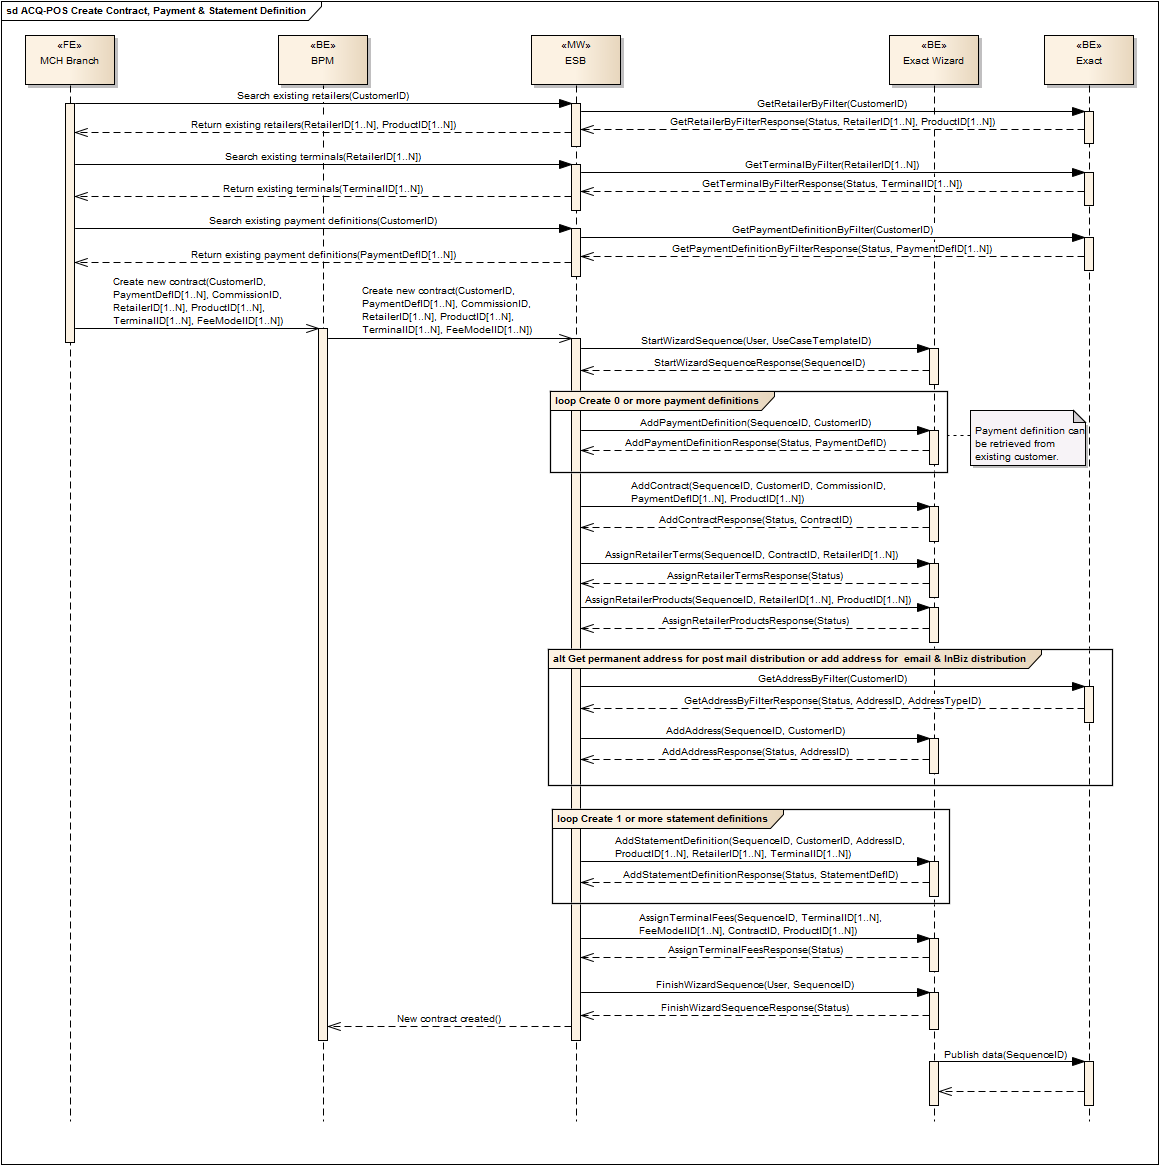 sd ACQ-POS Create Contract, Payment & Statement Definition
«FE»
MCH Branch
«BE»
BPM
«MW»
ESB
«BE»
Exact Wizard
«BE»
Exact
Search existing retailers(CustomerID)
GetRetailerByFilter(CustomerID)
Return existing retailers(RetailerID[1..N], ProductID[1..N])
GetRetailerByFilterResponse(Status, RetailerID[1..N], ProductID[1..N])
Search existing terminals(RetailerID[1..N])
GetTerminalByFilter(RetailerID[1..N])
Return existing terminals(TerminalID[1..N])
GetTerminalByFilterResponse(Status, TerminalID[1..N])
Search existing payment definitions(CustomerID)
GetPaymentDefinitionByFilter(CustomerID)
Return existing payment definitions(PaymentDefID[1..N])
GetPaymentDefinitionByFilterResponse(Status, PaymentDefID[1..N])
Create new contract(CustomerID,
PaymentDefID[1..N], CommissionID,
RetailerID[1..N], ProductID[1..N],
TerminalID[1..N], FeeModelID[1..N])
Create new contract(CustomerID,
PaymentDefID[1..N], CommissionID,
RetailerID[1..N], ProductID[1..N],
TerminalID[1..N], FeeModelID[1..N])
StartWizardSequence(User, UseCaseTemplateID)
StartWizardSequenceResponse(SequenceID)
loop Create 0 or more payment definitions
AddPaymentDefinition(SequenceID, CustomerID)
AddPaymentDefinitionResponse(Status, PaymentDefID)
Payment definition can
be retrieved from
existing customer.
AddContract(SequenceID, CustomerID, CommissionID,
PaymentDefID[1..N], ProductID[1..N])
AddContractResponse(Status, ContractID)
AssignRetailerTerms(SequenceID, ContractID, RetailerID[1..N])
AssignRetailerTermsResponse(Status)
AssignRetailerProducts(SequenceID, RetailerID[1..N], ProductID[1..N])
AssignRetailerProductsResponse(Status)
alt Get permanent address for post mail distribution or add address for  email & InBiz distribution
GetAddressByFilter(CustomerID)
GetAddressByFilterResponse(Status, AddressID, AddressTypeID)
AddAddress(SequenceID, CustomerID)
AddAddressResponse(Status, AddressID)
loop Create 1 or more statement definitions
AddStatementDefinition(SequenceID, CustomerID, AddressID,
ProductID[1..N], RetailerID[1..N], TerminalID[1..N])
AddStatementDefinitionResponse(Status, StatementDefID)
AssignTerminalFees(SequenceID, TerminalID[1..N],
FeeModelID[1..N], ContractID, ProductID[1..N])
AssignTerminalFeesResponse(Status)
FinishWizardSequence(User, SequenceID)
FinishWizardSequenceResponse(Status)
New contract created()
Publish data(SequenceID)